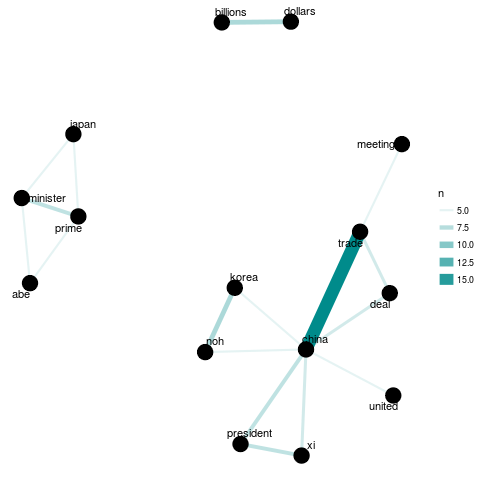 billions
dollars
japan
meeting
minister
prime
trade
korea
abe
deal
noh
china
united
president
xi
n
5.0
7.5
10.0
12.5
15.0